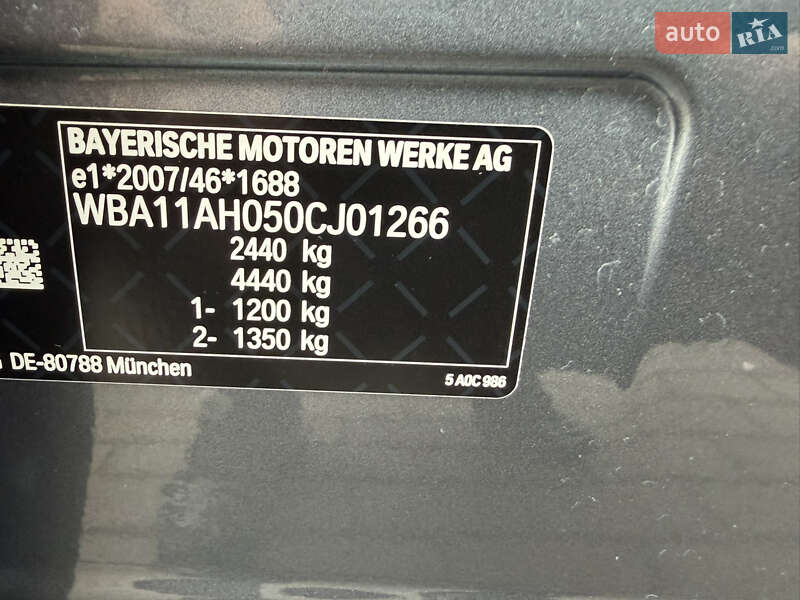 auto RIA
.com
BAYERISCHE MOTOREN WERKE AG
e1*2007/46*1688
WBA11AH050CJ01266
2440 kg
4440 kg
1- 1200 kg
2- 1350 kg
DE-80788 München
5 A0C 986